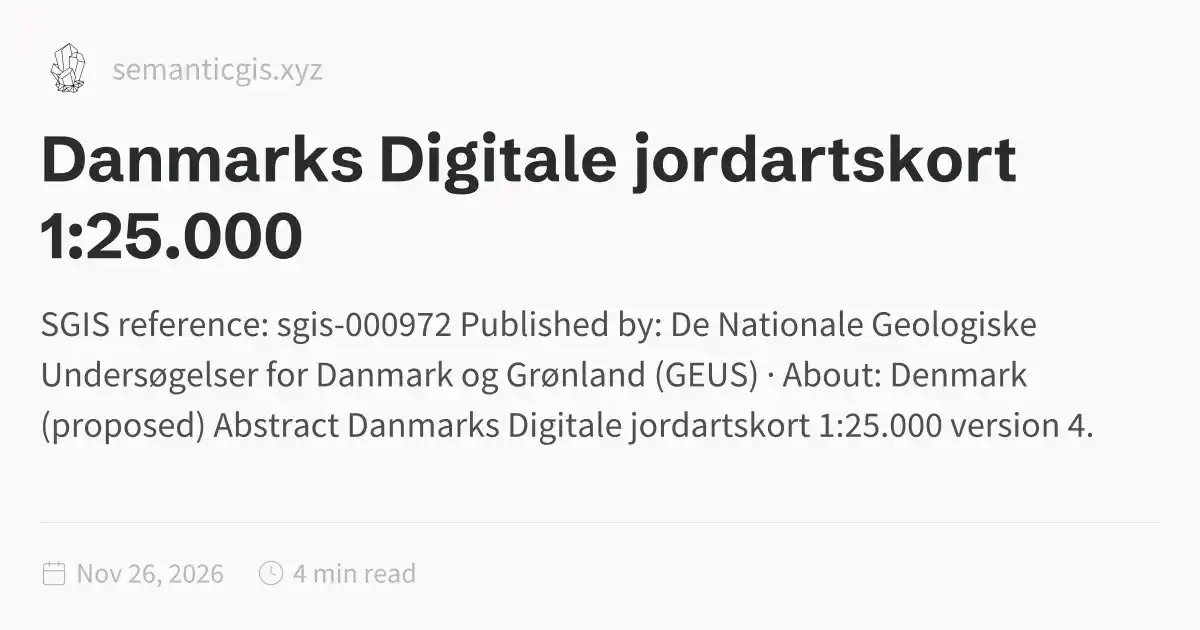 semanticgis.xyz
Danmarks Digitale jordartskort
1:25.000
SGIS reference: sgis-000972 Published by: De Nationale Geologiske
Undersøgelser for Danmark og Grønland (GEUS) · About: Denmark
(proposed) Abstract Danmarks Digitale jordartskort 1:25.000 version 4.
Nov 26, 2026 4 min read